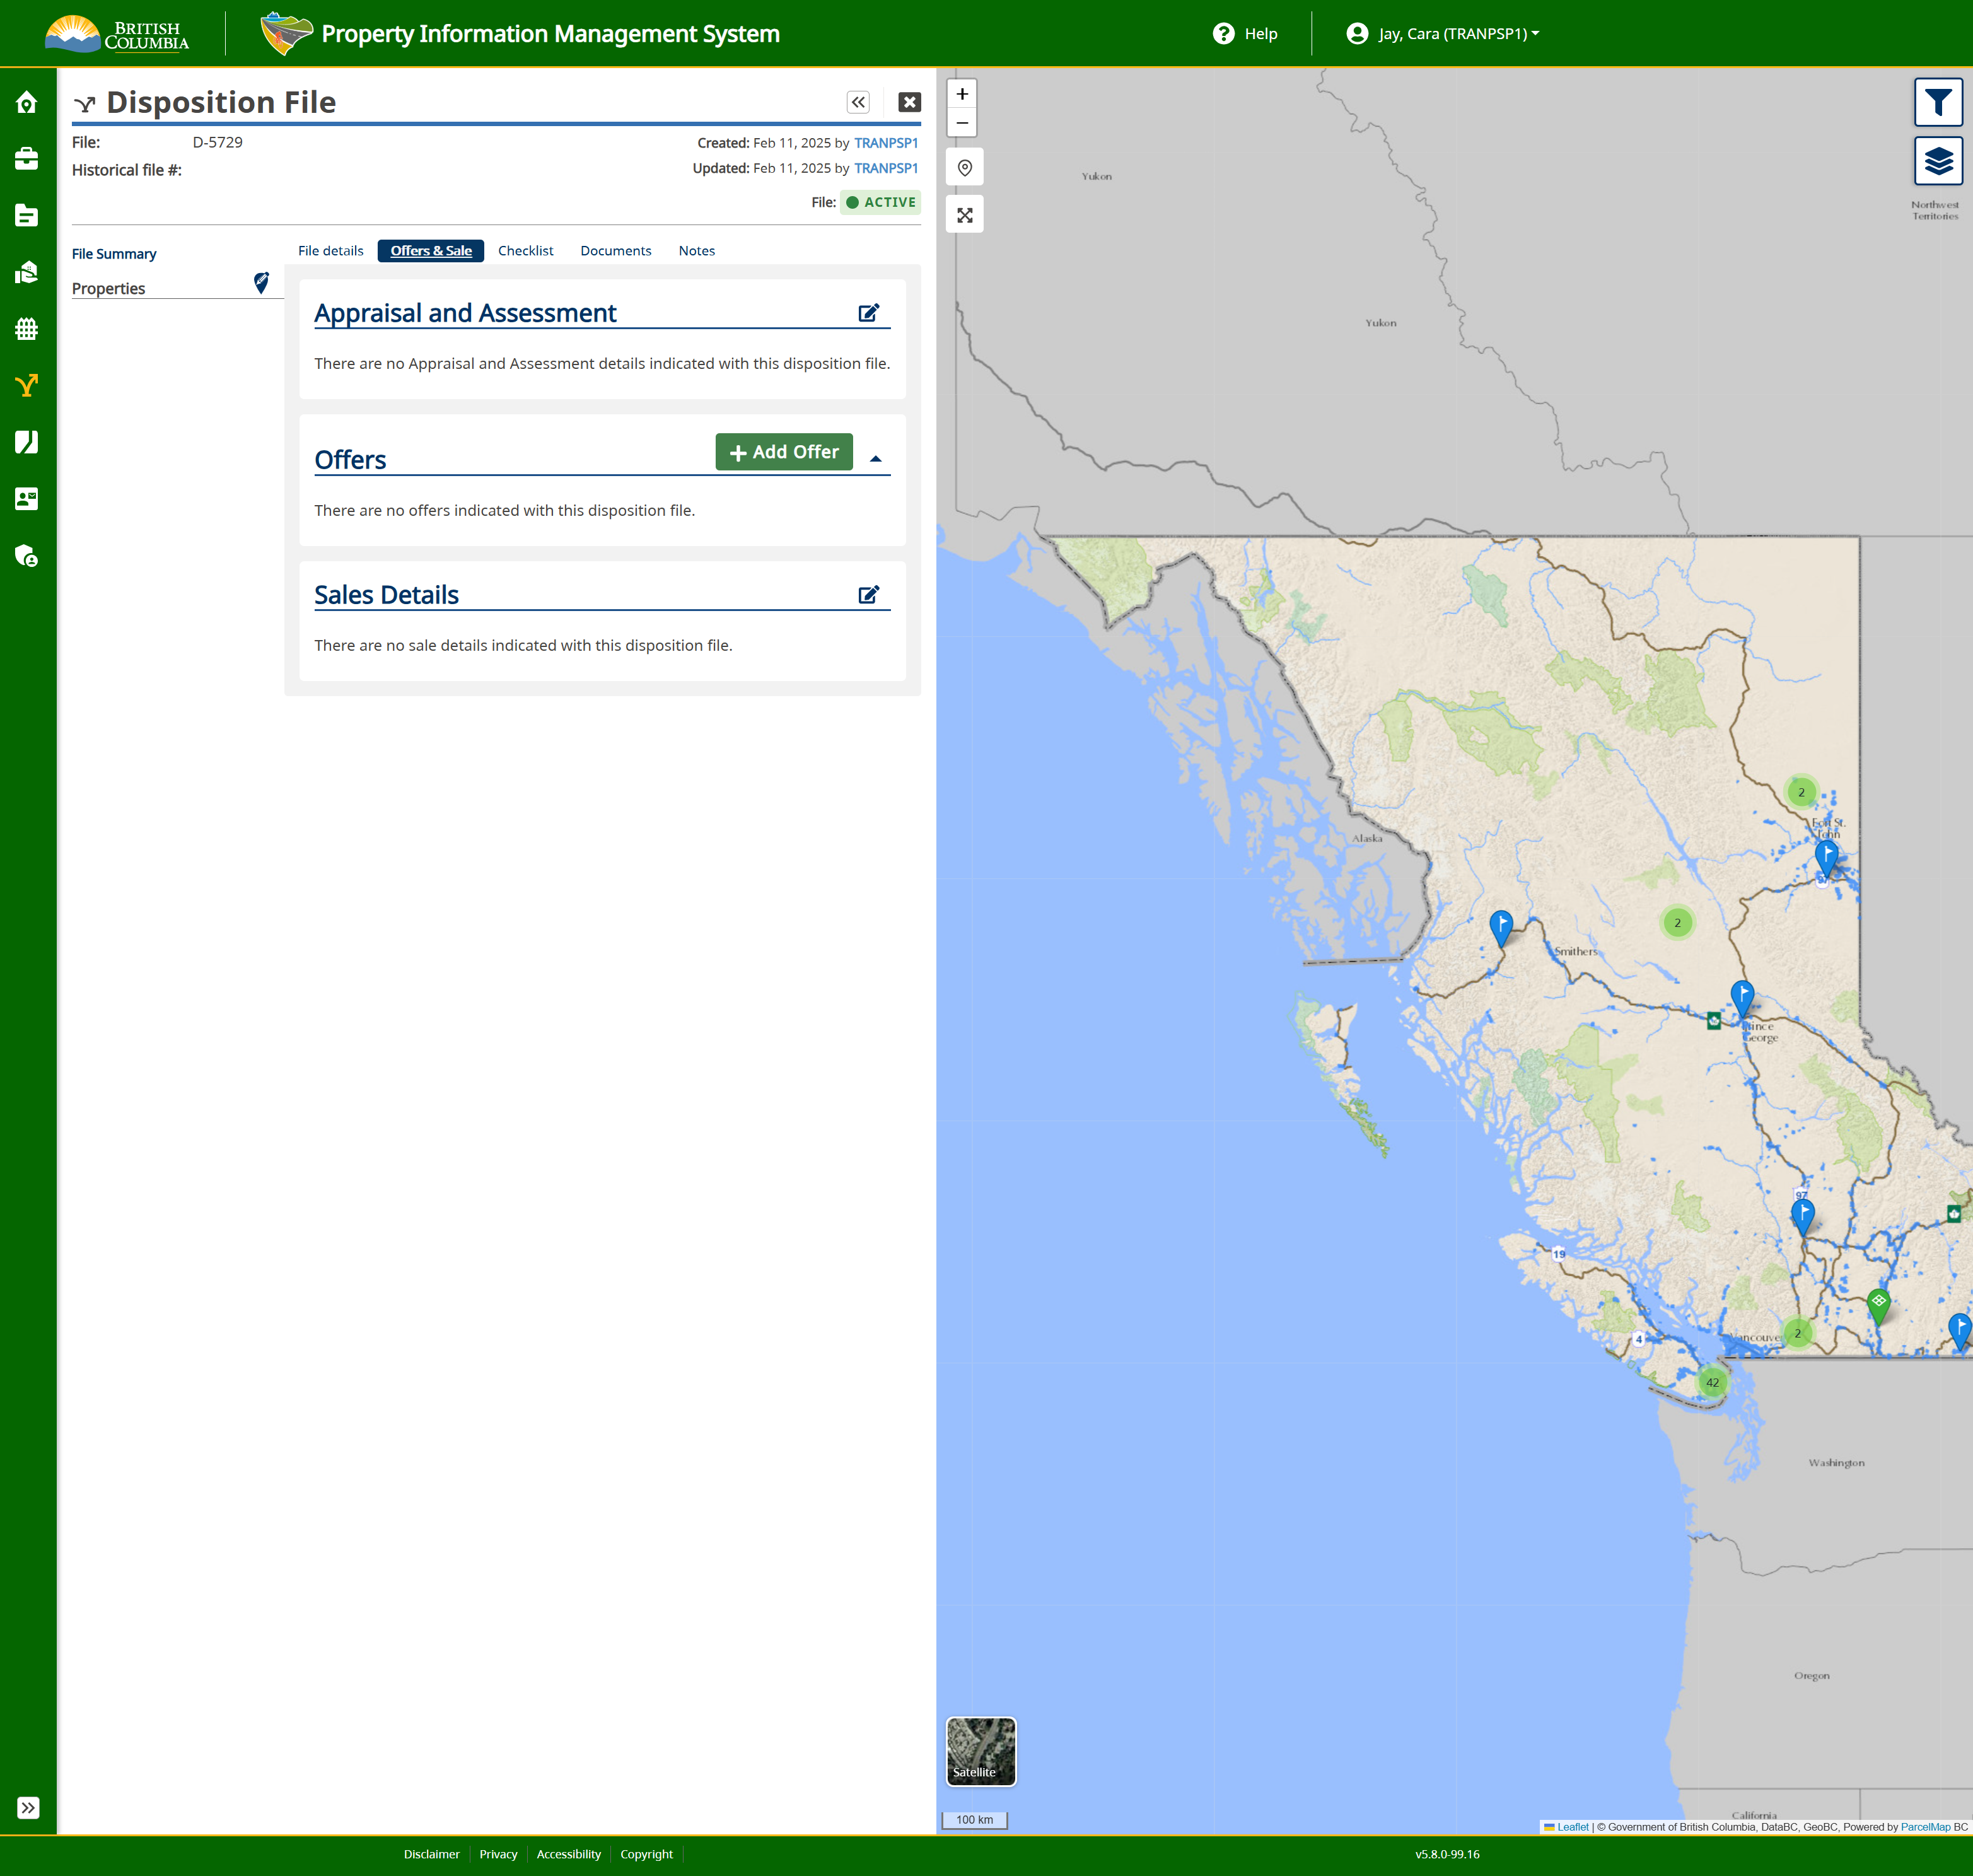 BRITISH
COLUMBIA
Property Information Management System
Help
Jay, Cara (TRANPSP1)
Disposition File
File: D-5729
Historical file #:
Created: Feb 11, 2025 by TRANPSP1
Updated: Feb 11, 2025 by TRANPSP1
File: ACTIVE
File Summary
Properties
File details Offers & Sale Checklist Documents Notes
Appraisal and Assessment
There are no Appraisal and Assessment details indicated with this disposition file.
Offers
+ Add Offer
There are no offers indicated with this disposition file.
Sales Details
There are no sale details indicated with this disposition file.
+
−
Yukon
Northwest
Territories
Yukon
2
Fort St.
John
97
Alaska
2
Smithers
Prince
George
97
19
4
Vancouver
2
42
Washington
Oregon
California
Satellite
100 km
Leaflet | © Government of British Columbia, DataBC, GeoBC, Powered by ParcelMap BC
Disclaimer Privacy Accessibility Copyright
v5.8.0-99.16